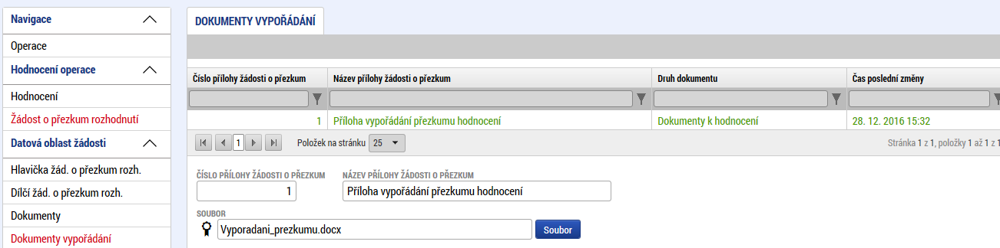 Navigace
Operace
Hodnocení operace
Hodnocení
Žádost o přezkum rozhodnutí
Datová oblast žádosti
Hlavička žád. o přezkum rozh.
Dílčí žád. o přezkum rozh.
Dokumenty
Dokumenty vypořádání
DOKUMENTY VYPOŘÁDÁNÍ
Číslo přílohy žádosti o přezkum Název přílohy žádosti o přezkum Druh dokumentu Čas poslední změny
1 Příloha vypořádání přezkumu hodnocení Dokumenty k hodnocení 28. 12. 2016 15:32
1 Položek na stránku 25 Stránka 1 z 1, položky 1 až 1 z 1
ČÍSLO PŘÍLOHY ŽÁDOSTI O PŘEZKUM NÁZEV PŘÍLOHY ŽÁDOSTI O PŘEZKUM
1 Příloha vypořádání přezkumu hodnocení
SOUBOR
Vyporadani_prezkumu.docx Soubor